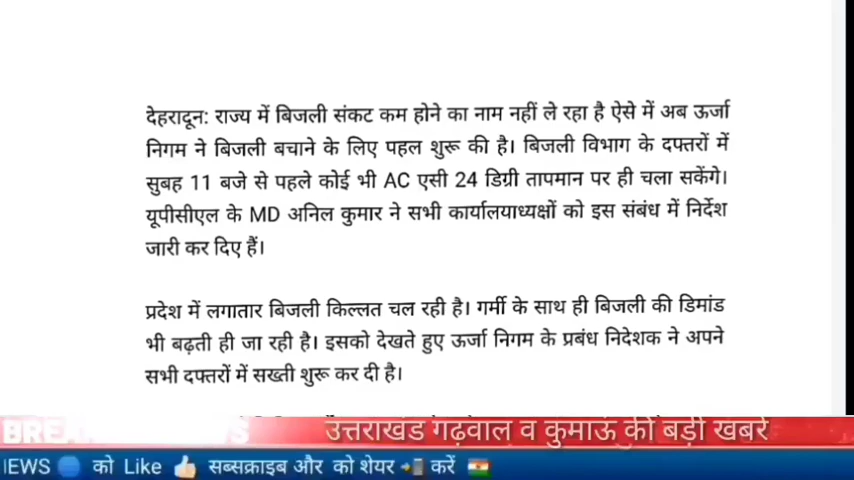 देहरादून: राज्य में बिजली संकट कम होने का नाम नहीं ले रहा है ऐसे में अब ऊर्जा
निगम ने बिजली बचाने के लिए पहल शुरू की है। बिजली विभाग के दफ्तरों में
सुबह 11 बजे से पहले कोई भी AC एसी 24 डिग्री तापमान पर ही चला सकेंगे।
यूपीसीएल के MD अनिल कुमार ने सभी कार्यालयाध्यक्षों को इस संबंध में निर्देश
जारी कर दिए हैं।
प्रदेश में लगातार बिजली किल्लत चल रही है। गर्मी के साथ ही बिजली की डिमांड
भी बढ़ती ही जा रही है। इसको देखते हुए ऊर्जा निगम के प्रबंध निदेशक ने अपने
सभी दफ्तरों में सख्ती शुरू कर दी है।
उत्तराखंड गढ़वाल व कुमाऊं की बड़ी खबरें
NEWS 🔵 को Like 👍 सब्सक्राइब और को शेयर 📲 करें 🇮🇳